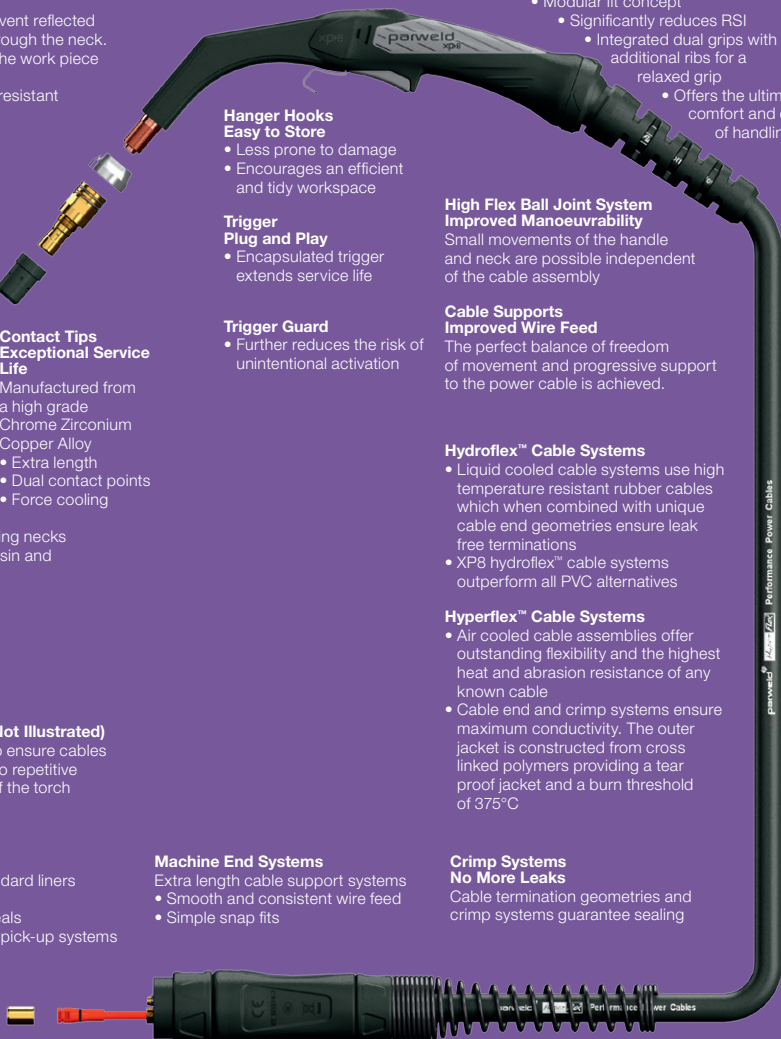 vent reflected
rough the neck.
he work piece
resistant
• Modular fit concept
• Significantly reduces RSI
• Integrated dual grips with
additional ribs for a
relaxed grip
• Offers the ultim
comfort and
of handlin
xp8
parweld
xp8
Hanger Hooks
Easy to Store
• Less prone to damage
• Encourages an efficient
and tidy workspace
Trigger
Plug and Play
• Encapsulated trigger
extends service life
Trigger Guard
• Further reduces the risk of
unintentional activation
High Flex Ball Joint System
Improved Manoeuvrability
Small movements of the handle
and neck are possible independent
of the cable assembly
Cable Supports
Improved Wire Feed
The perfect balance of freedom
of movement and progressive support
to the power cable is achieved.
Contact Tips
Exceptional Service
Life
Manufactured from
a high grade
Chrome Zirconium
Copper Alloy
• Extra length
• Dual contact points
• Force cooling
ing necks
sin and
Hydroflex™ Cable Systems
• Liquid cooled cable systems use high
temperature resistant rubber cables
which when combined with unique
cable end geometries ensure leak
free terminations
• XP8 hydroflex™ cable systems
outperform all PVC alternatives
Hyperflex™ Cable Systems
• Air cooled cable assemblies offer
outstanding flexibility and the highest
heat and abrasion resistance of any
known cable
• Cable end and crimp systems ensure
maximum conductivity. The outer
jacket is constructed from cross
linked polymers providing a tear
proof jacket and a burn threshold
of 375°C
Not Illustrated)
o ensure cables
o repetitive
f the torch
dard liners
als
pick-up systems
Machine End Systems
Extra length cable support systems
• Smooth and consistent wire feed
• Simple snap fits
Crimp Systems
No More Leaks
Cable termination geometries and
crimp systems guarantee sealing
parweld® Performance Power Cables
CE
Power Cables